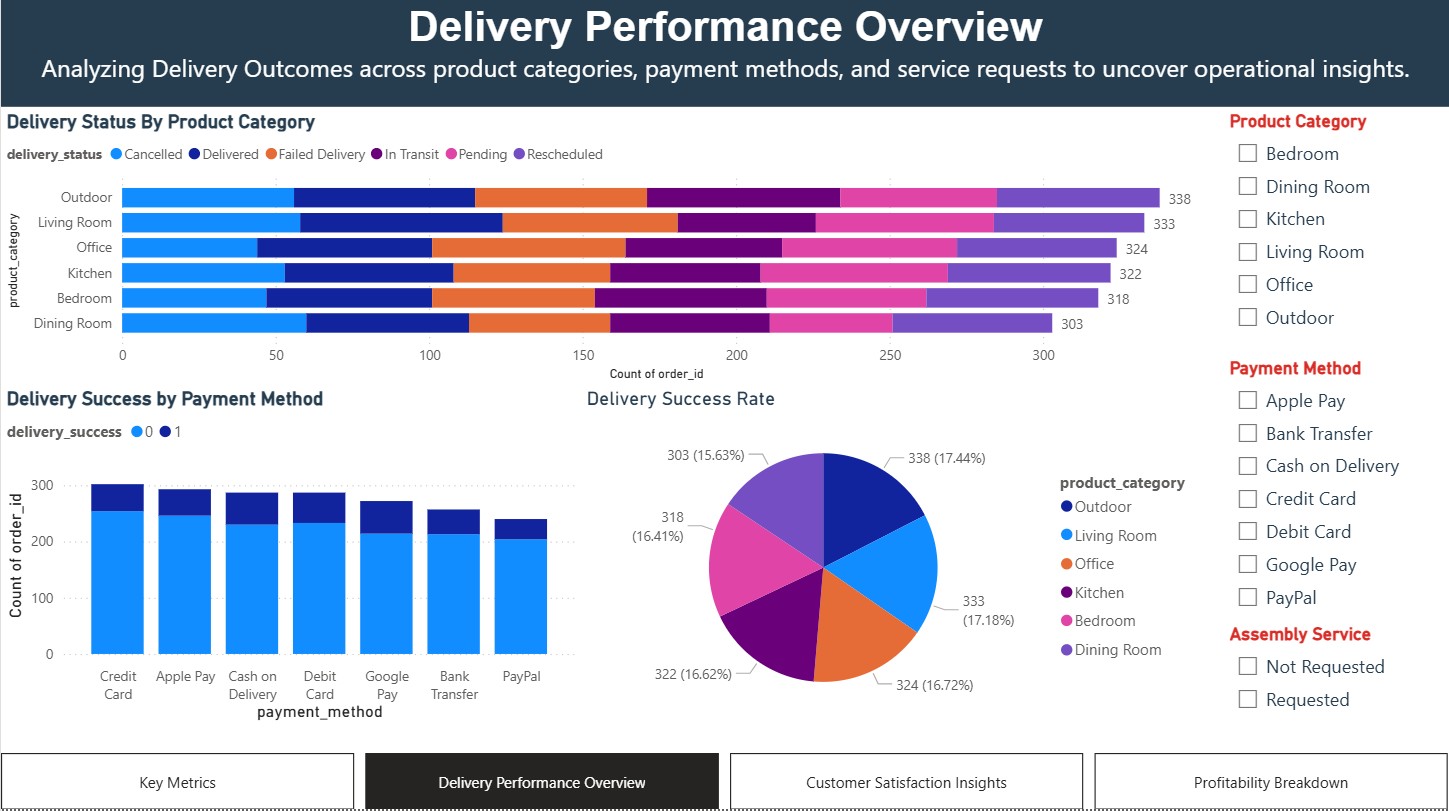 Delivery Performance Overview
Analyzing Delivery Outcomes across product categories, payment methods, and service requests to uncover operational insights.
Delivery Status By Product Category
delivery_status Cancelled Delivered Failed Delivery In Transit Pending Rescheduled
product_category
Outdoor 338
Living Room 333
Office 324
Kitchen 322
Bedroom 318
Dining Room 303
0 50 100 150 200 250 300
Count of order_id
Delivery Success by Payment Method
delivery_success 0 1
Count of order_id
300
200
100
0
Credit Card
Apple Pay
Cash on Delivery
Debit Card
Google Pay
Bank Transfer
PayPal
payment_method
Delivery Success Rate
338 (17.44%)
333 (17.18%)
324 (16.72%)
322 (16.62%)
318 (16.41%)
303 (15.63%)
product_category
Outdoor
Living Room
Office
Kitchen
Bedroom
Dining Room
Product Category
Bedroom
Dining Room
Kitchen
Living Room
Office
Outdoor
Payment Method
Apple Pay
Bank Transfer
Cash on Delivery
Credit Card
Debit Card
Google Pay
PayPal
Assembly Service
Not Requested
Requested
Key Metrics
Delivery Performance Overview
Customer Satisfaction Insights
Profitability Breakdown